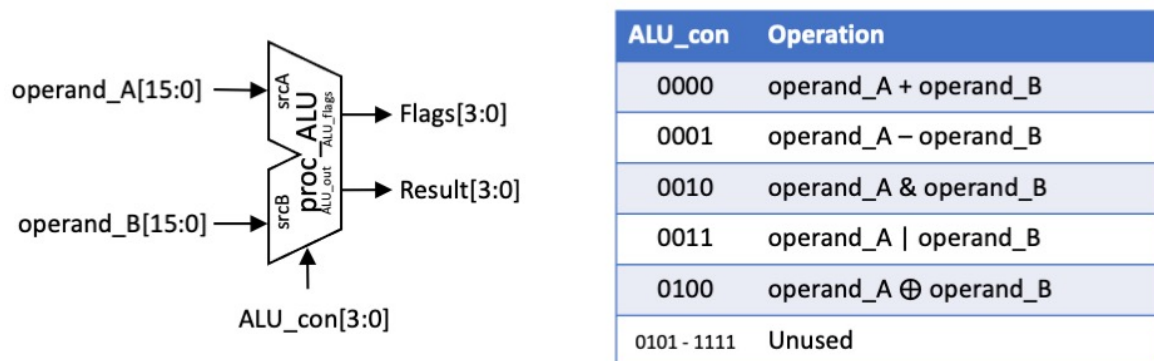 operand_A[15:0]
srcA
proc_ALU
ALU_flags
ALU_out
srcB
Flags[3:0]
Result[3:0]
operand_B[15:0]
ALU_con[3:0]
ALU_con Operation
0000 operand_A + operand_B
0001 operand_A – operand_B
0010 operand_A & operand_B
0011 operand_A | operand_B
0100 operand_A ⊕ operand_B
0101 - 1111 Unused